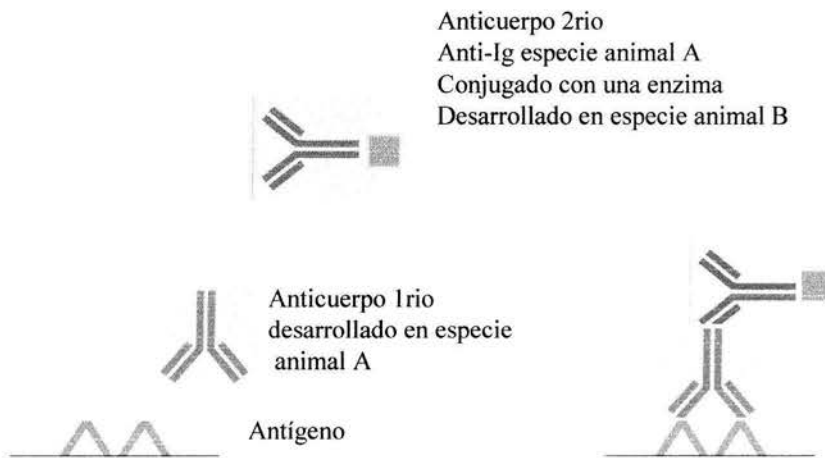 Anticuerpo 2rio
Anti-Ig especie animal A
Conjugado con una enzima
Desarrollado en especie animal B
Anticuerpo 1rio
desarrollado en especie
animal A
Antígeno